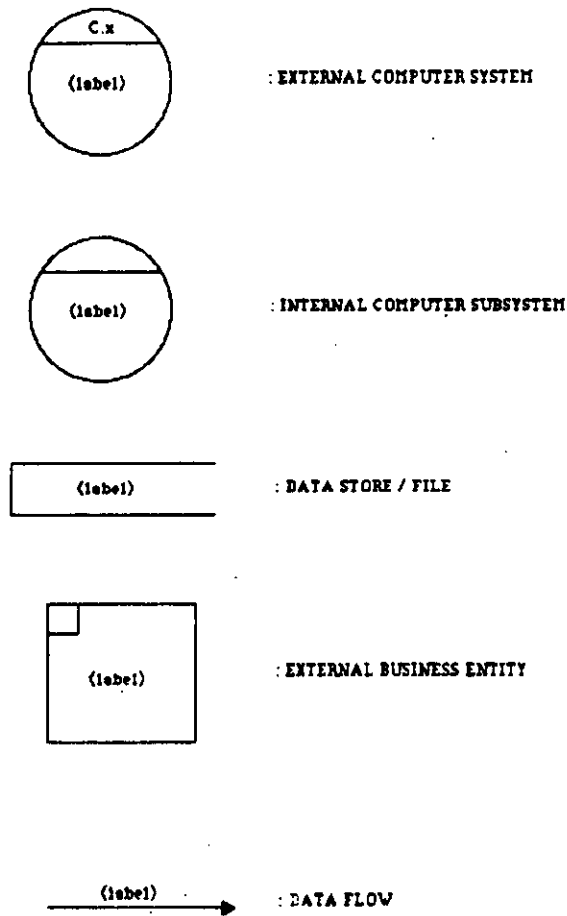 C.x
(label) : EXTERNAL COMPUTER SYSTEM
(label) : INTERNAL COMPUTER SUBSYSTEM
(label) : DATA STORE / FILE
(label) : EXTERNAL BUSINESS ENTITY
(label) : DATA FLOW